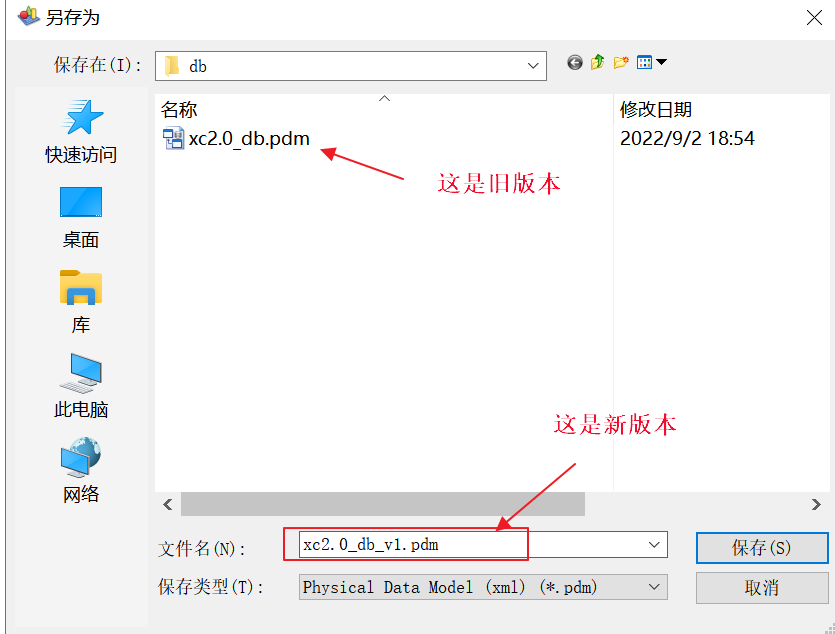 另存为
保存在(I):
db
名称
修改日期
xc2.0_db.pdm
2022/9/2 18:54
这是旧版本
快速访问
桌面
库
此电脑
网络
这是新版本
文件名(N):
xc2.0_db_v1.pdm
保存(S)
保存类型(T):
Physical Data Model (xml) (*.pdm)
取消